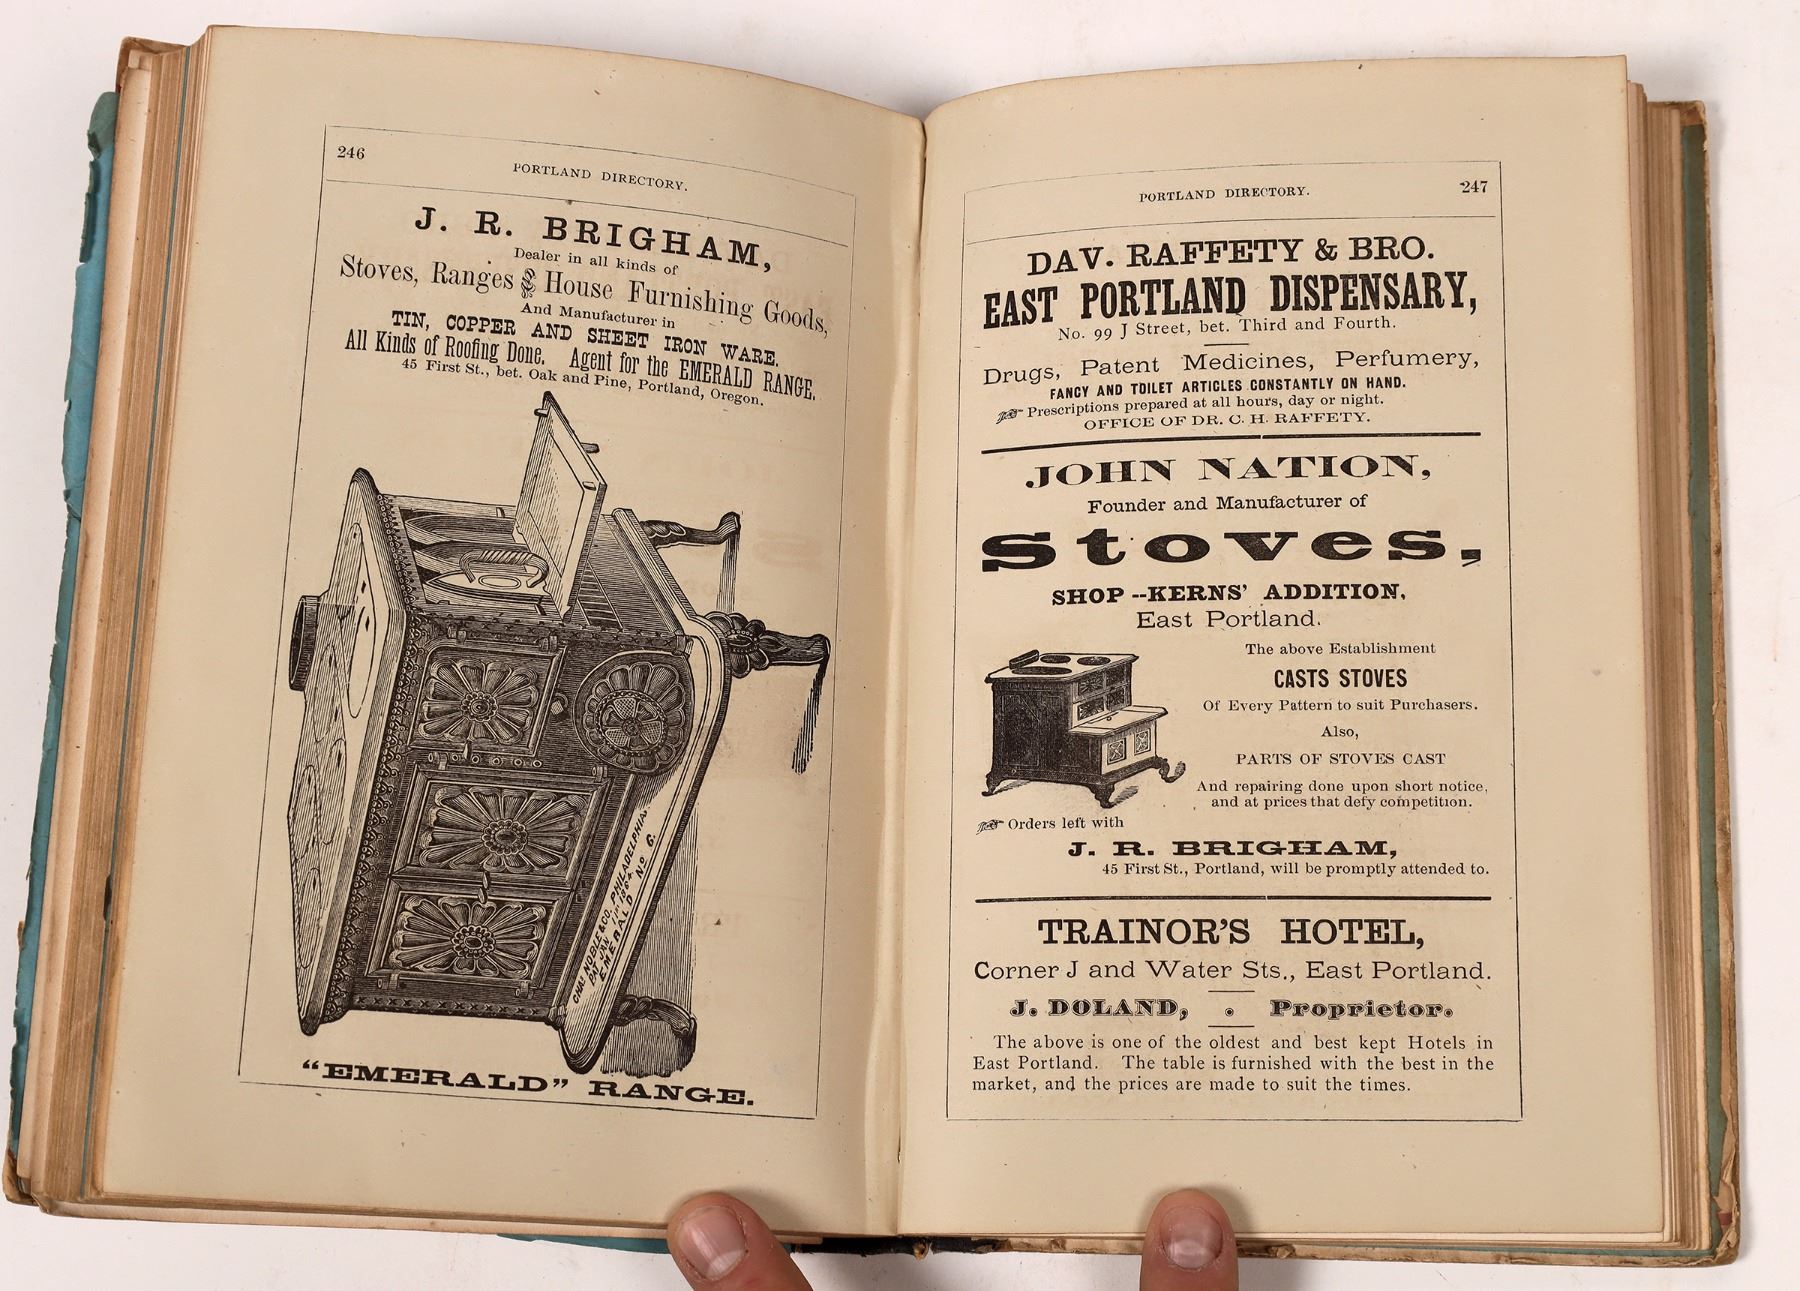 246
PORTLAND DIRECTORY.
J. R. BRIGHAM,
Dealer in all kinds of
Stoves, Ranges & House Furnishing Goods,
And Manufacturer in
TIN, COPPER AND SHEET IRON WARE.
All Kinds of Roofing Done. Agent for the EMERALD RANGE.
45 First St., bet. Oak and Pine, Portland, Oregon.
CHAS NOBLE & CO. PHILADELPHIA.
EMERALD No 6.
"EMERALD" RANGE.
PORTLAND DIRECTORY.
247
DAV. RAFFETY & BRO.
EAST PORTLAND DISPENSARY,
No. 99 J Street, bet. Third and Fourth.
Drugs, Patent Medicines, Perfumery,
FANCY AND TOILET ARTICLES CONSTANTLY ON HAND.
Prescriptions prepared at all hours, day or night.
OFFICE OF DR. C. H. RAFFETY.
JOHN NATION,
Founder and Manufacturer of
Stoves,
SHOP--KERNS' ADDITION,
East Portland.
The above Establishment
CASTS STOVES
Of Every Pattern to suit Purchasers.
Also,
PARTS OF STOVES CAST
And repairing done upon short notice,
and at prices that defy competition.
Orders left with
J. R. BRIGHAM,
45 First St., Portland, will be promptly attended to.
TRAINOR'S HOTEL,
Corner J and Water Sts., East Portland.
J. DOLAND, . Proprietor.
The above is one of the oldest and best kept Hotels in
East Portland. The table is furnished with the best in the
market, and the prices are made to suit the times.